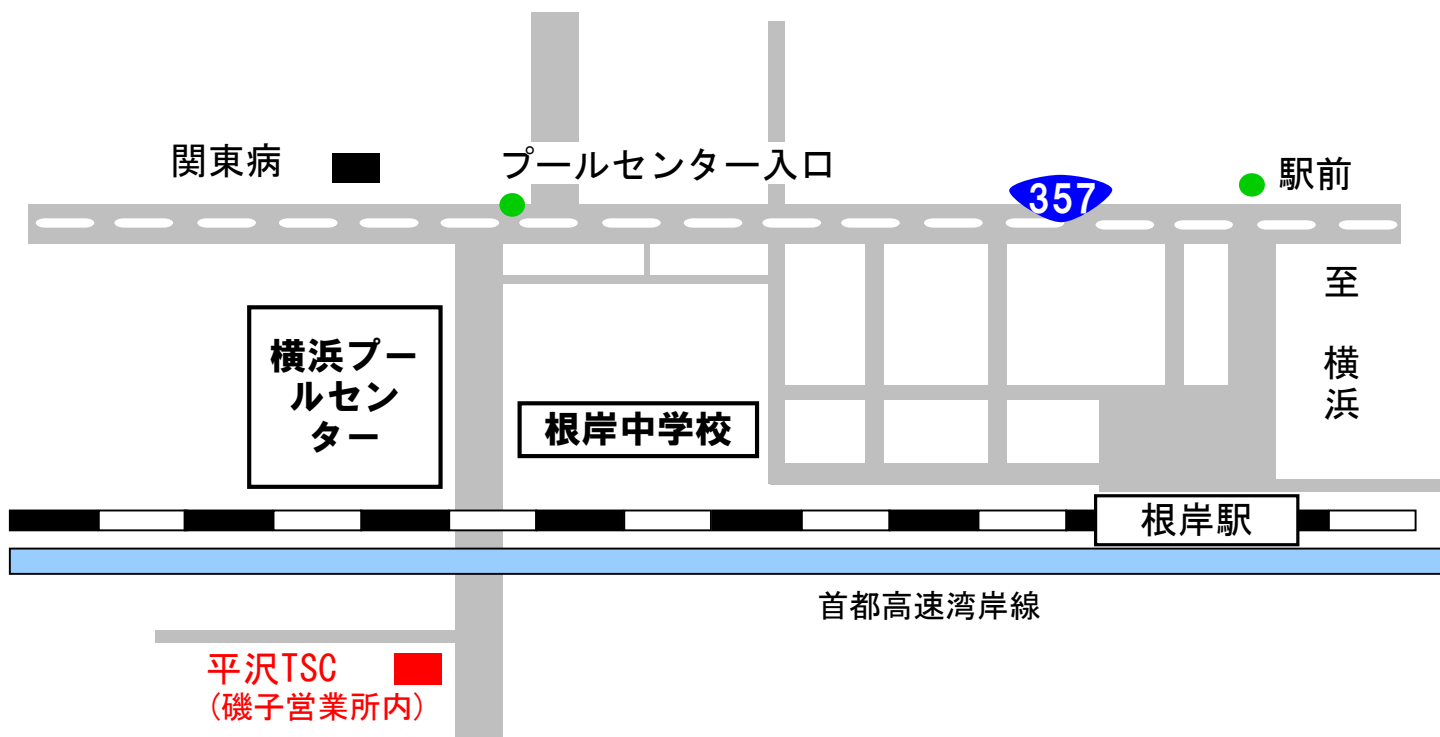 関東病
プールセンター入口
駅前
357
至
横
浜
横浜プー
ルセン
ター
根岸中学校
根岸駅
首都高速湾岸線
平沢TSC
(磯子営業所内)